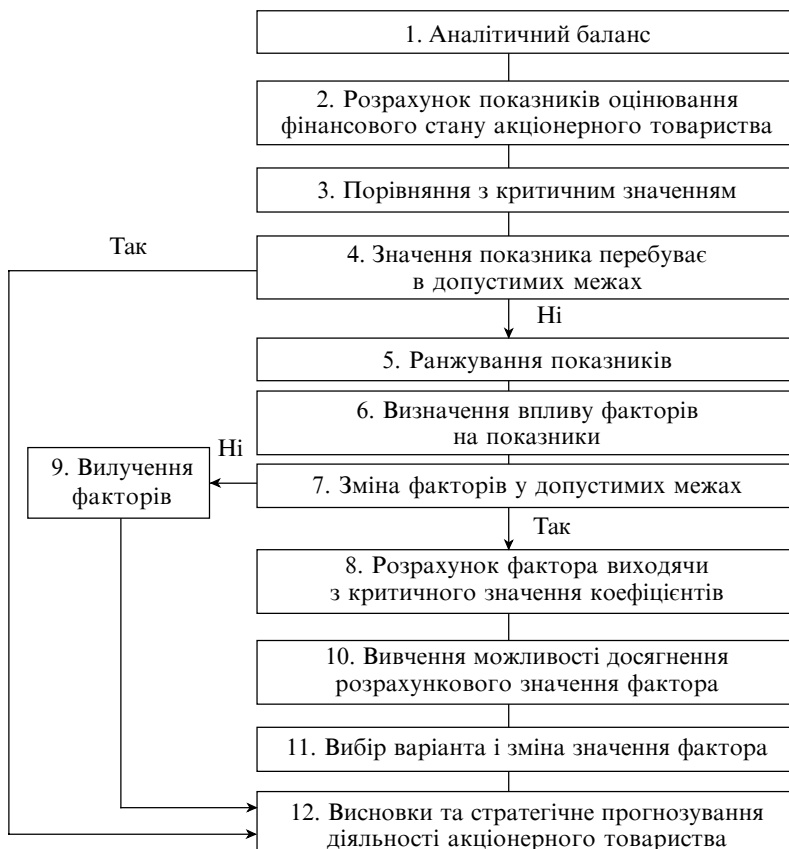 1. Аналітичний баланс
2. Розрахунок показників оцінювання
фінансового стану акціонерного товариства
3. Порівняння з критичним значенням
Так
4. Значення показника перебуває
в допустимих межах
Ні
5. Ранжування показників
6. Визначення впливу факторів
на показники
Ні
9. Вилучення
факторів
7. Зміна факторів у допустимих межах
Так
8. Розрахунок фактора виходячи
з критичного значення коефіцієнтів
10. Вивчення можливості досягнення
розрахункового значення фактора
11. Вибір варіанта і зміна значення фактора
12. Висновки та стратегічне прогнозування
діяльності акціонерного товариства